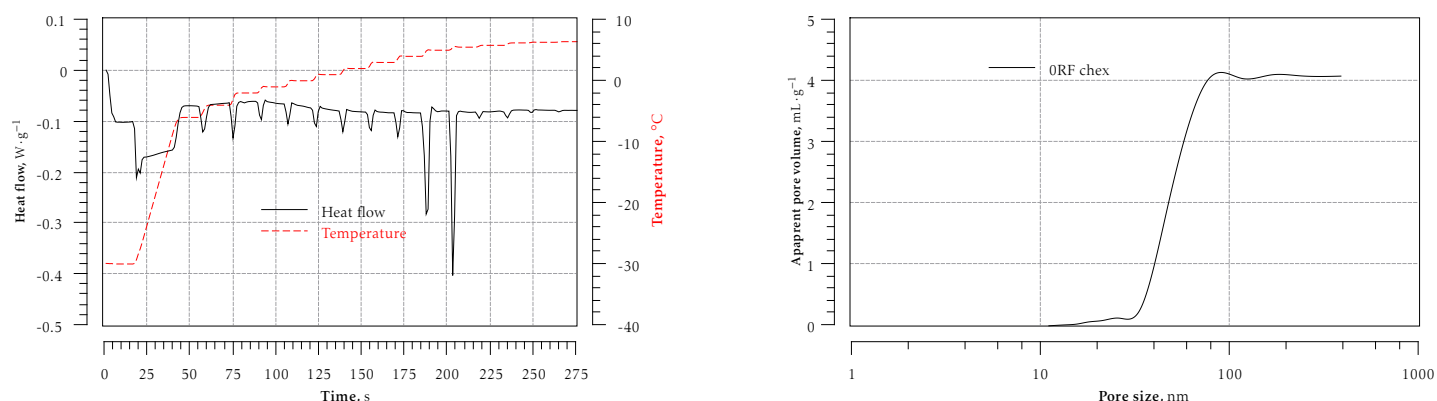 0.1
0
-0.1
-0.2
-0.3
-0.4
-0.5
Heat flow, W·g⁻¹
10
0
-10
-20
-30
-40
Temperature, °C
Heat flow
Temperature
0 25 50 75 100 125 150 175 200 225 250 275
Time, s
5
4
3
2
1
0
Apaprent pore volume, mL·g⁻¹
0RF chex
1 10 100 1000
Pore size, nm